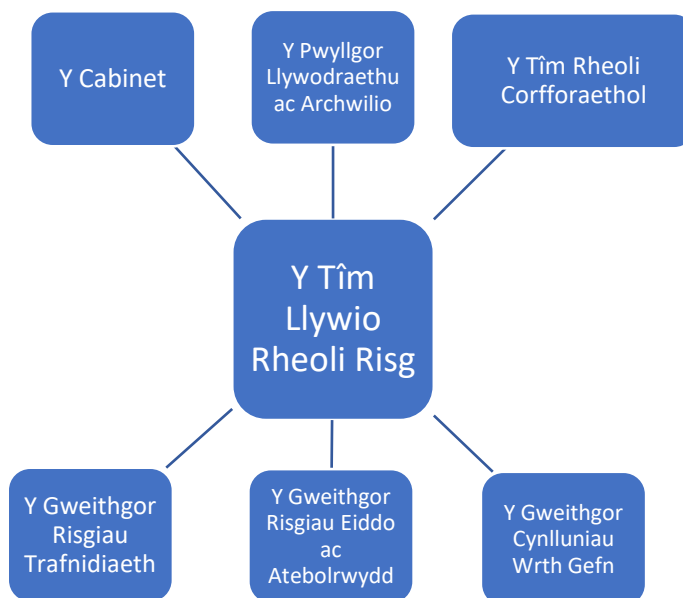 Y Cabinet
Y Pwyllgor
Llywodraethu
ac Archwilio
Y Tîm Rheoli
Corfforaethol
Y Tîm
Llywio
Rheoli Risg
Y Gweithgor
Risgiau
Trafnidiaeth
Y Gweithgor
Risgiau Eiddo
ac
Atebolrwydd
Y Gweithgor
Cynlluniau
Wrth Gefn